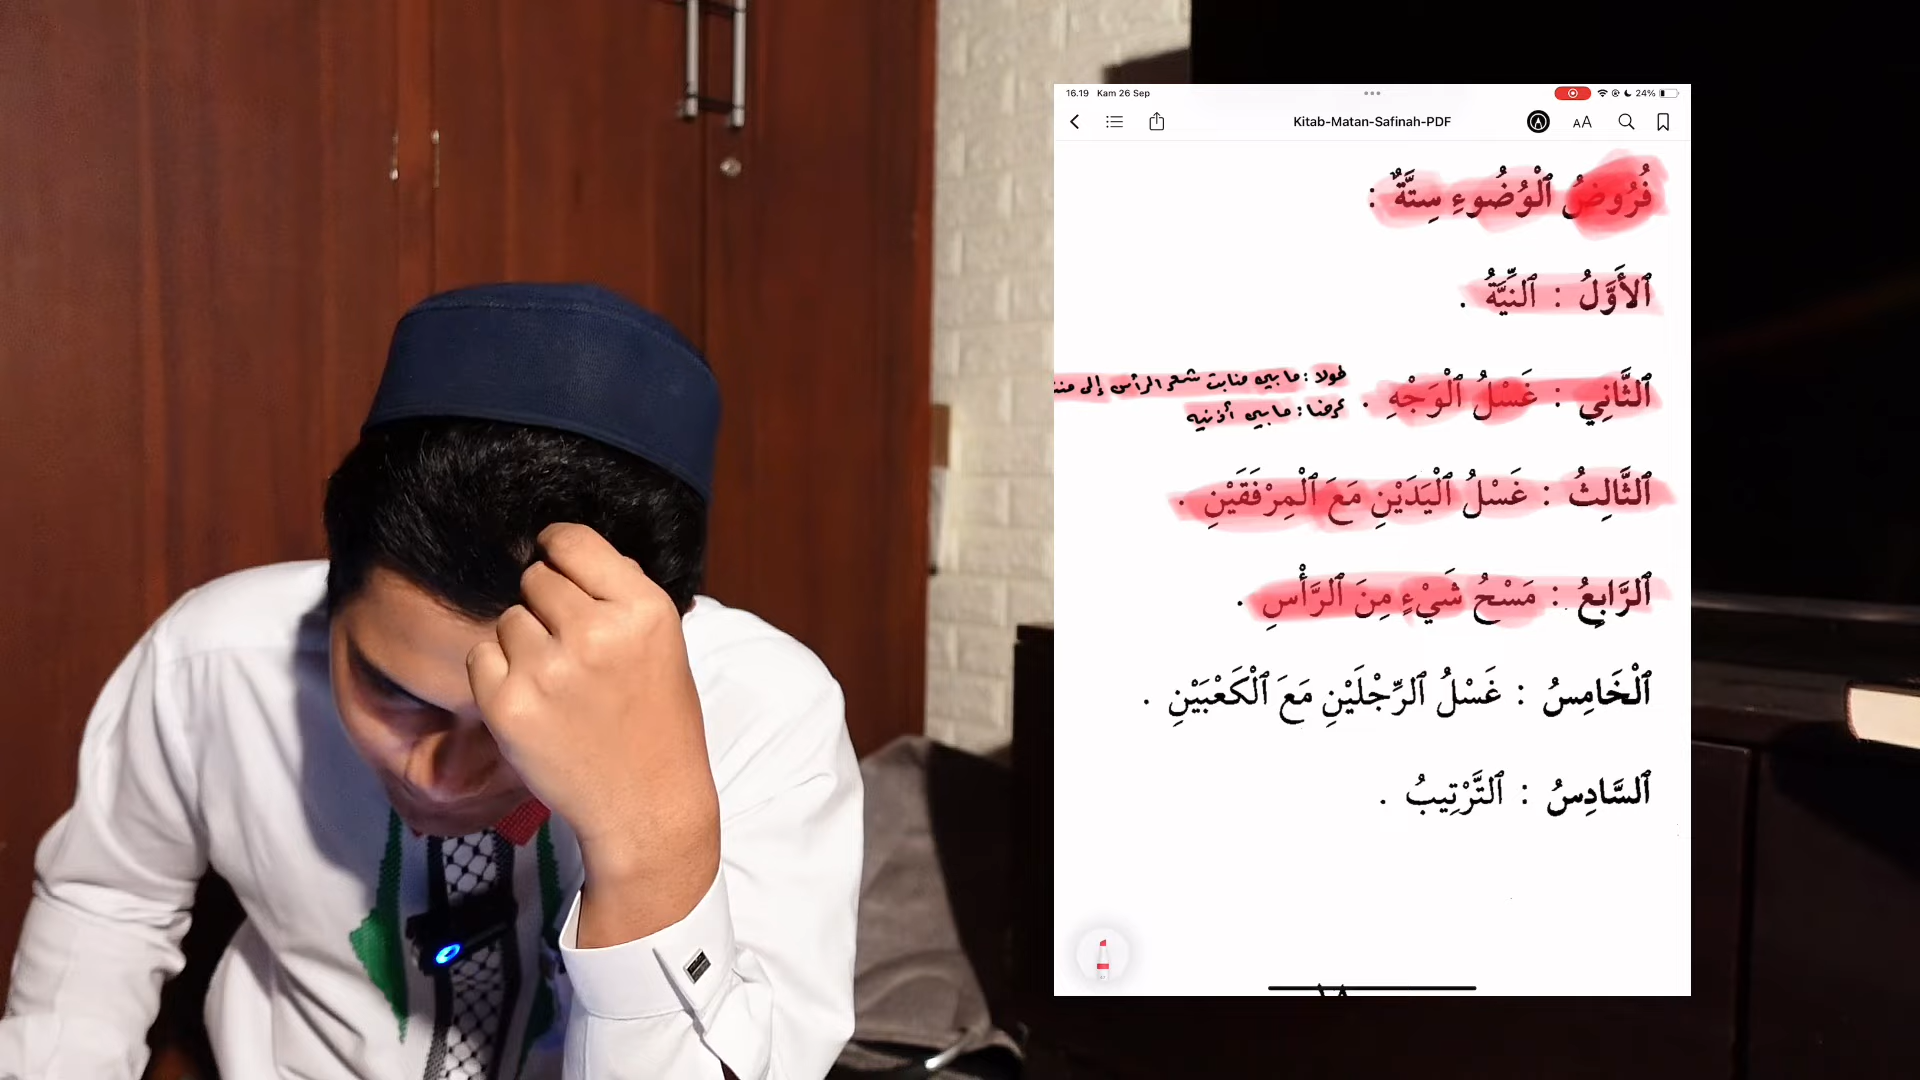 16.19 Kam 26 Sep
24%
Kitab-Matan-Safinah-PDF
AA
فُرُوضُ ٱلْوُضُوءِ سِتَّةٌ :
ٱلأَوَّلُ : ٱلنِّيَّةُ .
ٱلثَّانِي : غَسْلُ ٱلْوَجْهِ .
طولا : ما بين منابت شعر الرأس إلى
عرضا : ما بين أذنيه
ٱلثَّالِثُ : غَسْلُ ٱلْيَدَيْنِ مَعَ ٱلْمِرْفَقَيْنِ .
ٱلرَّابِعُ : مَسْحُ شَيْءٍ مِنَ ٱلرَّأْسِ .
ٱلْخَامِسُ : غَسْلُ ٱلرِّجْلَيْنِ مَعَ ٱلْكَعْبَيْنِ .
ٱلسَّادِسُ : ٱلتَّرْتِيبُ .